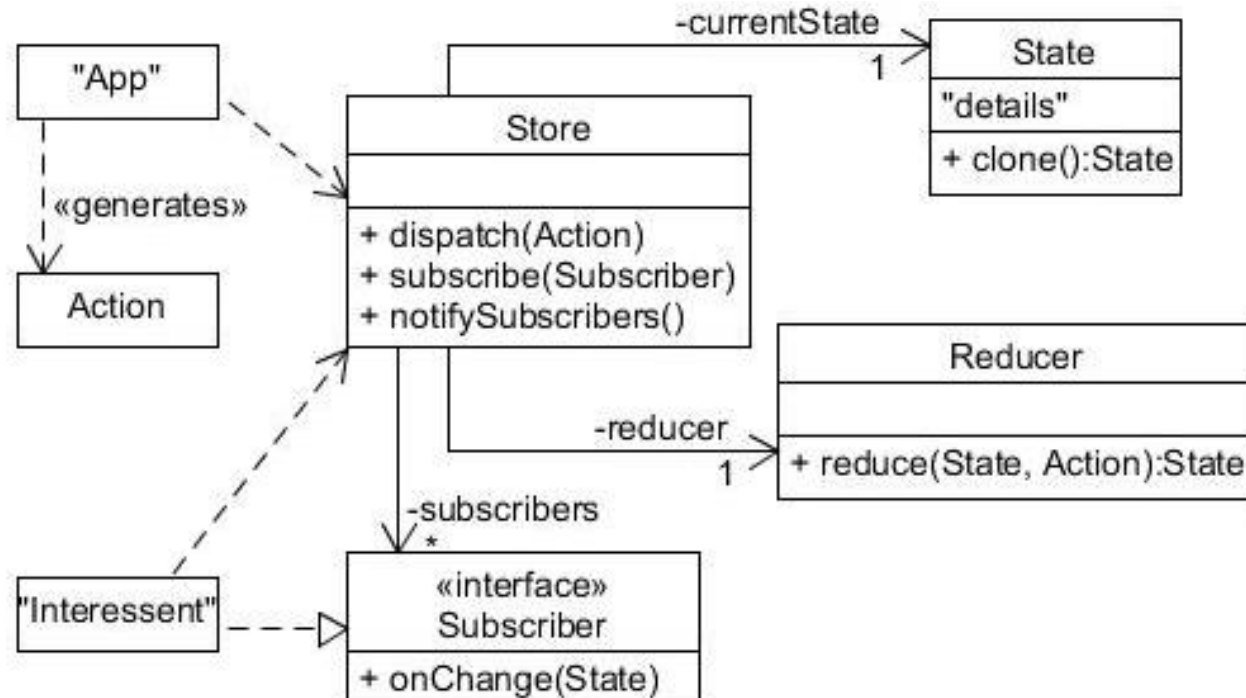 -currentState
1
State
"details"
+ clone():State
"App"
Store
+ dispatch(Action)
+ subscribe(Subscriber)
+ notifySubscribers()
«generates»
Action
Reducer
+ reduce(State, Action):State
-reducer
1
-subscribers
*
"Interessent"
«interface»
Subscriber
+ onChange(State)